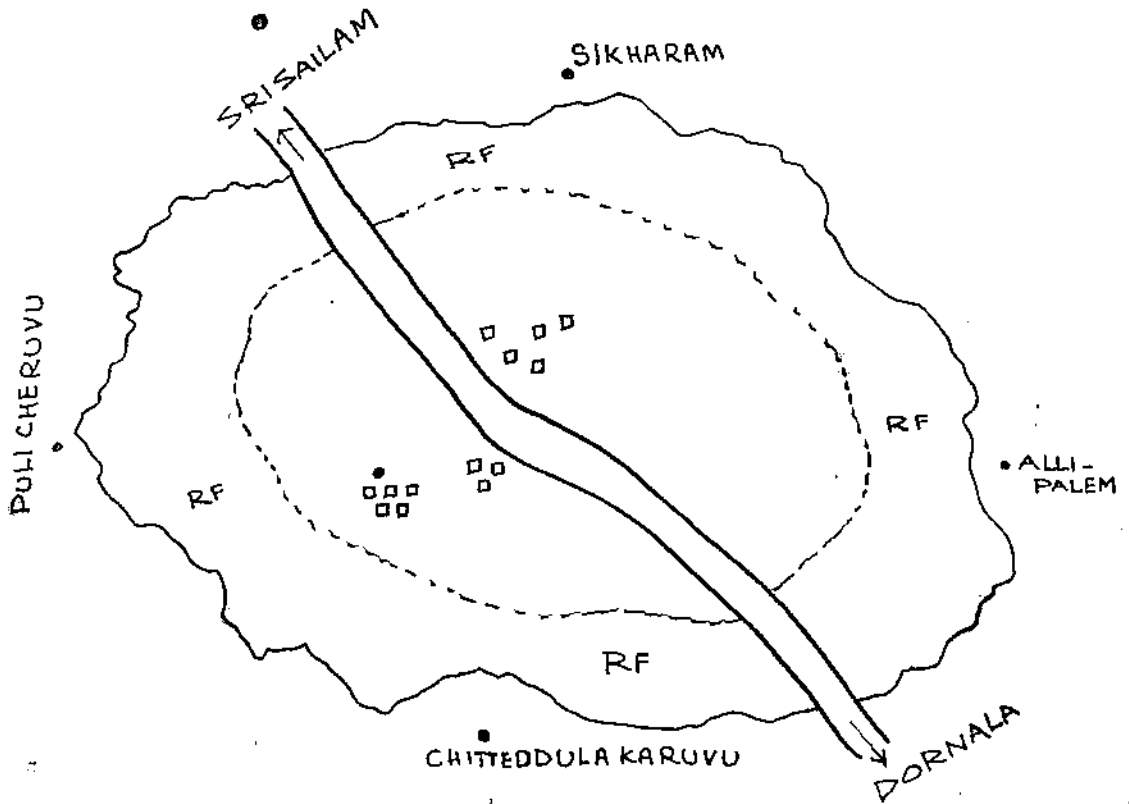 SRISAILAM
SIKHARAM
RF
PULI CHERUVU
RF
ALLI-
PALEM
RF
RF
CHITTEDDULA KARUVU
DORNALA